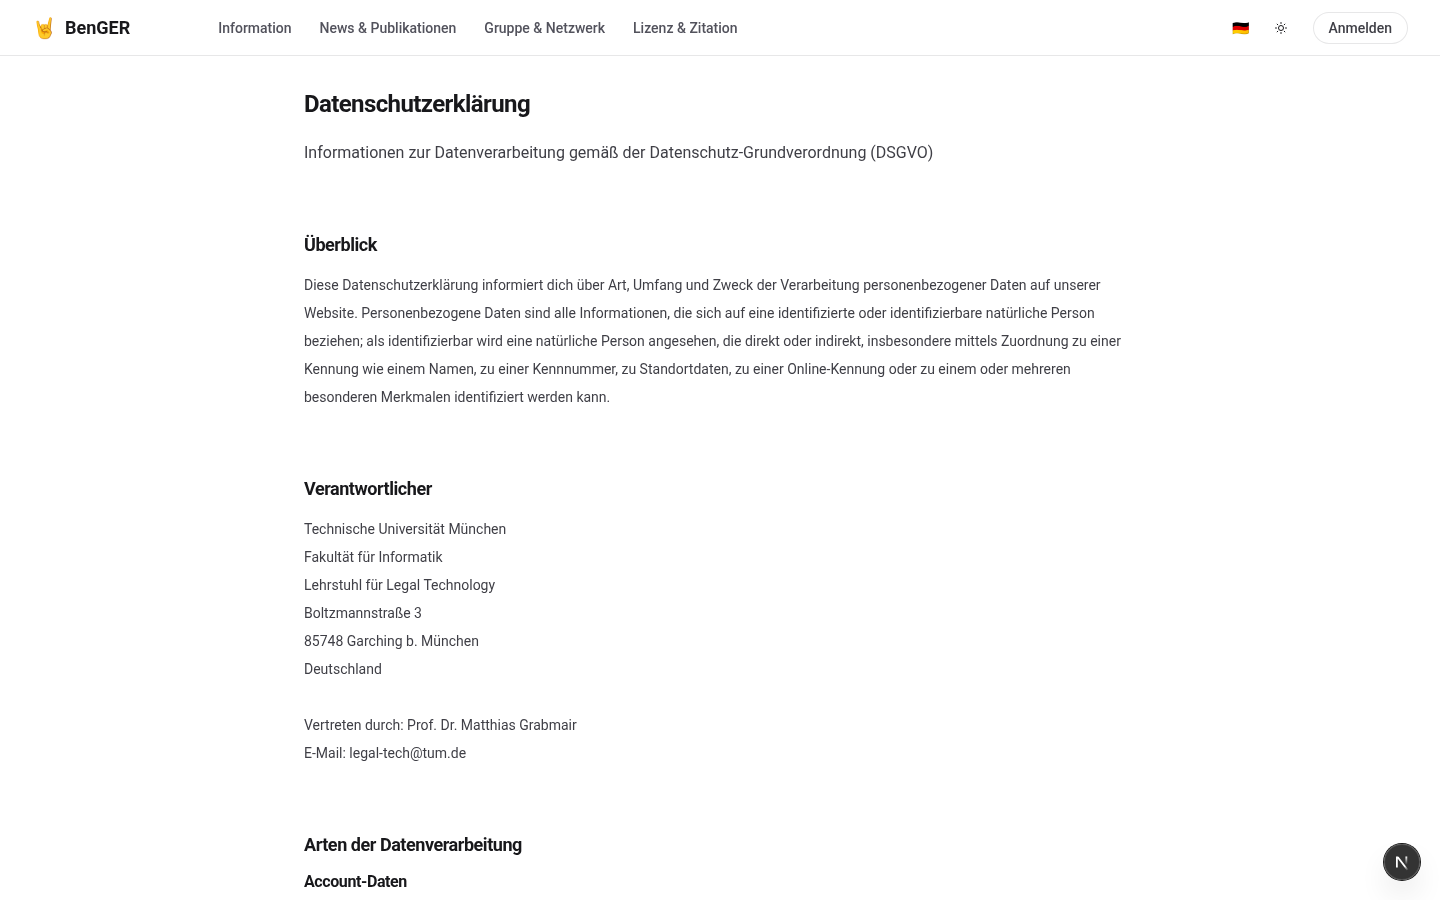 BenGER
Information
News & Publikationen
Gruppe & Netzwerk
Lizenz & Zitation
Anmelden
Datenschutzerklärung
Informationen zur Datenverarbeitung gemäß der Datenschutz-Grundverordnung (DSGVO)
Überblick
Diese Datenschutzerklärung informiert dich über Art, Umfang und Zweck der Verarbeitung personenbezogener Daten auf unserer
Website. Personenbezogene Daten sind alle Informationen, die sich auf eine identifizierte oder identifizierbare natürliche Person
beziehen; als identifizierbar wird eine natürliche Person angesehen, die direkt oder indirekt, insbesondere mittels Zuordnung zu einer
Kennung wie einem Namen, zu einer Kennnummer, zu Standortdaten, zu einer Online-Kennung oder zu einem oder mehreren
besonderen Merkmalen identifiziert werden kann.
Verantwortlicher
Technische Universität München
Fakultät für Informatik
Lehrstuhl für Legal Technology
Boltzmannstraße 3
85748 Garching b. München
Deutschland
Vertreten durch: Prof. Dr. Matthias Grabmair
E-Mail: legal-tech@tum.de
Arten der Datenverarbeitung
Account-Daten
N